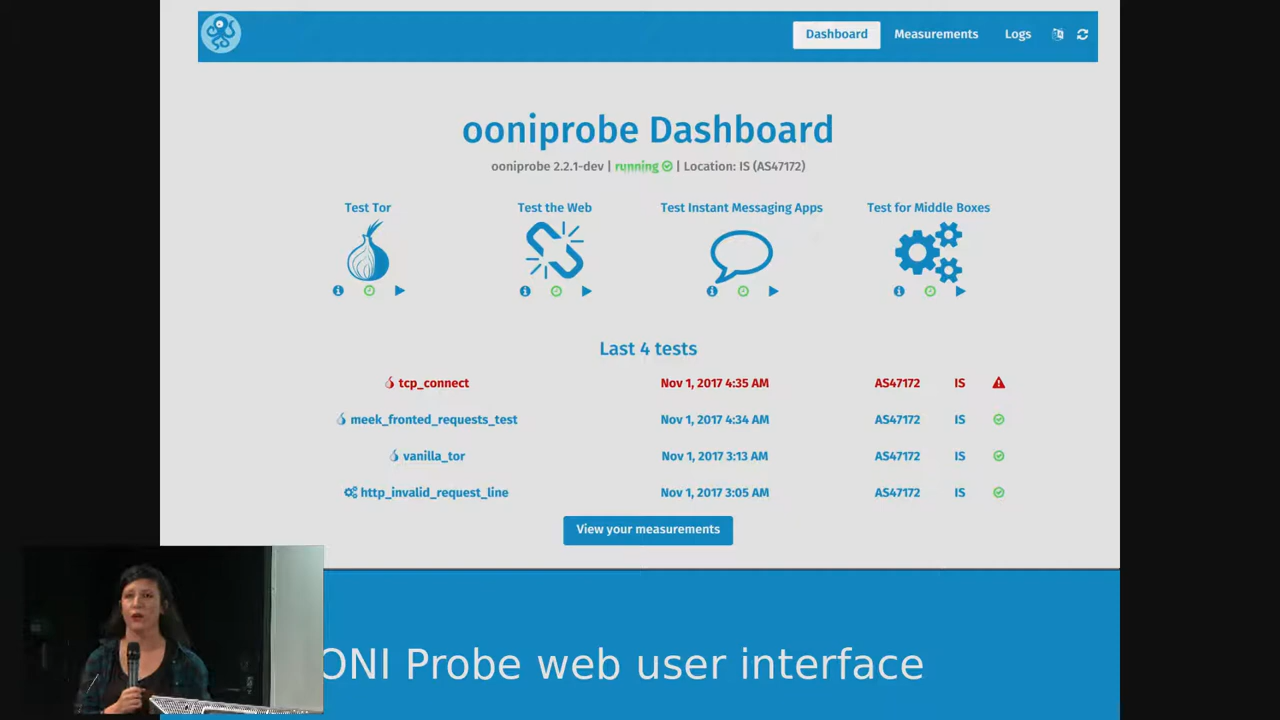 Dashboard Measurements Logs
ooniprobe Dashboard
ooniprobe 2.2.1-dev | running | Location: IS (AS47172)
Test Tor Test the Web Test Instant Messaging Apps Test for Middle Boxes
Last 4 tests
tcp_connect Nov 1, 2017 4:35 AM AS47172 IS
meek_fronted_requests_test Nov 1, 2017 4:34 AM AS47172 IS
vanilla_tor Nov 1, 2017 3:13 AM AS47172 IS
http_invalid_request_line Nov 1, 2017 3:05 AM AS47172 IS
View your measurements
ONI Probe web user interface